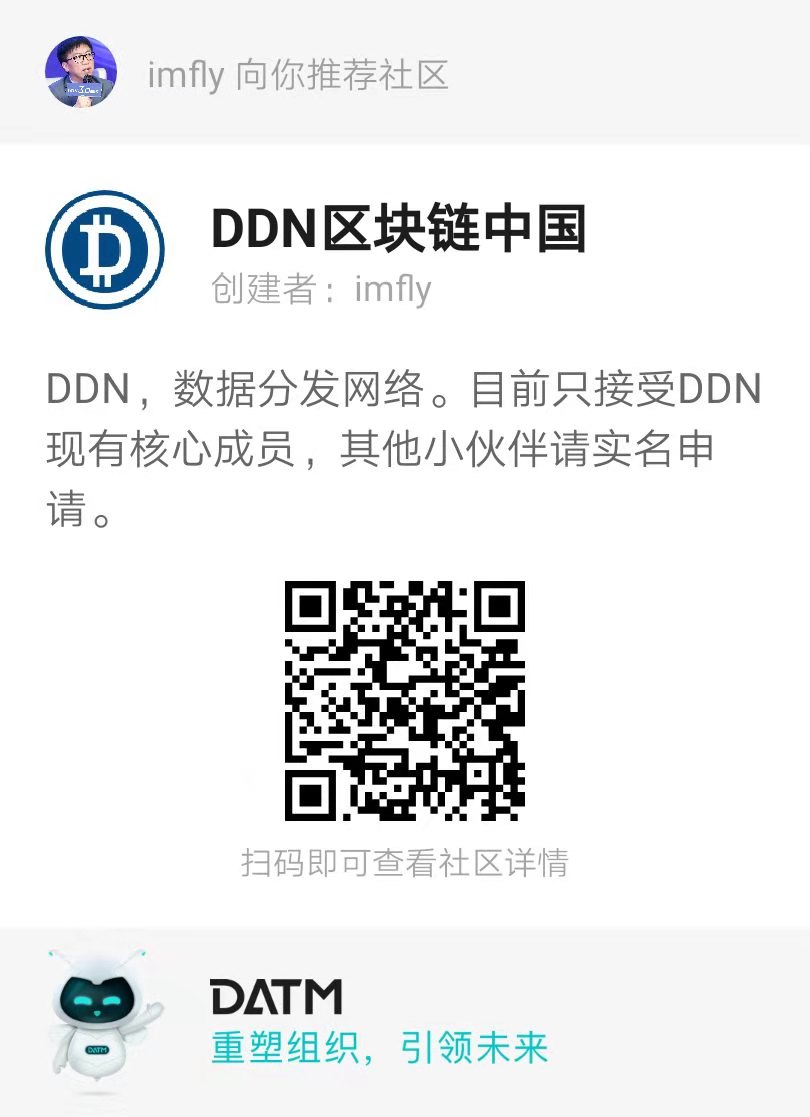 imfly 向你推荐社区
DDN区块链中国
创建者：imfly
DDN，数据分发网络。目前只接受DDN
现有核心成员，其他小伙伴请实名申
请。
扫码即可查看社区详情
DATM
DATM
重塑组织，引领未来